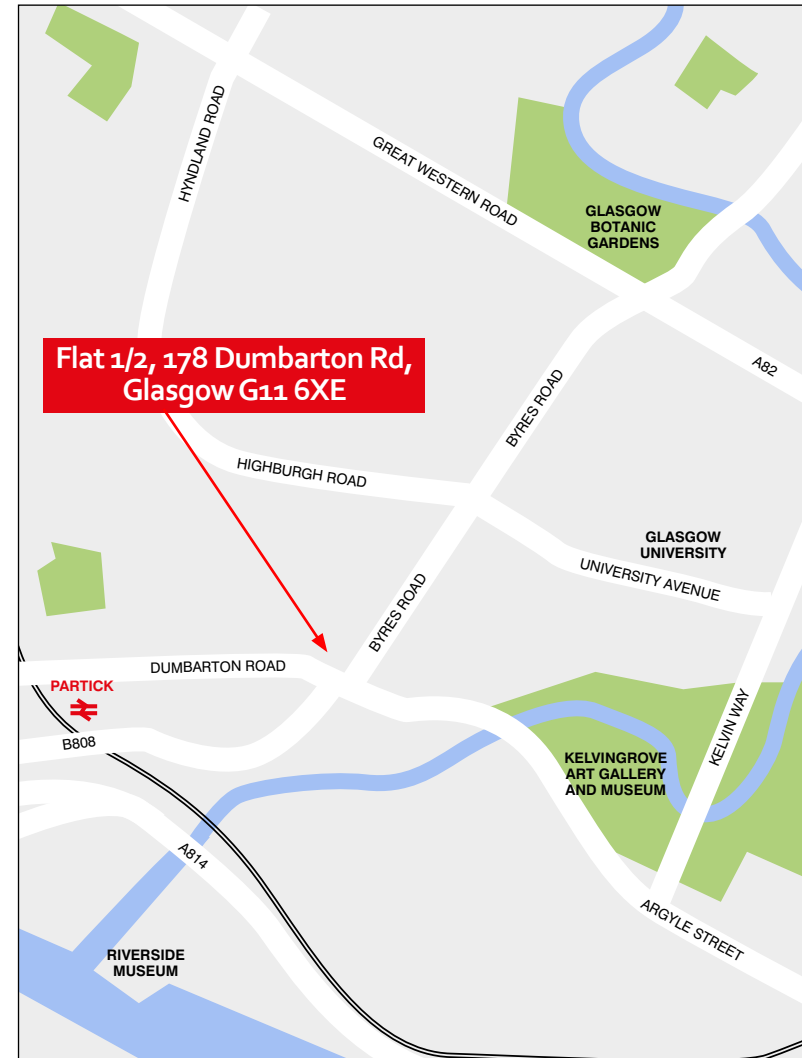 HYNDLAND ROAD
GREAT WESTERN ROAD
GLASGOW
BOTANIC
GARDENS
Flat 1/2, 178 Dumbarton Rd,
Glasgow G11 6XE
A82
BYRES ROAD
HIGHBURGH ROAD
GLASGOW
UNIVERSITY
UNIVERSITY AVENUE
BYRES ROAD
DUMBARTON ROAD
PARTICK
B808
KELVIN WAY
KELVINGROVE
ART GALLERY
AND MUSEUM
A814
ARGYLE STREET
RIVERSIDE
MUSEUM